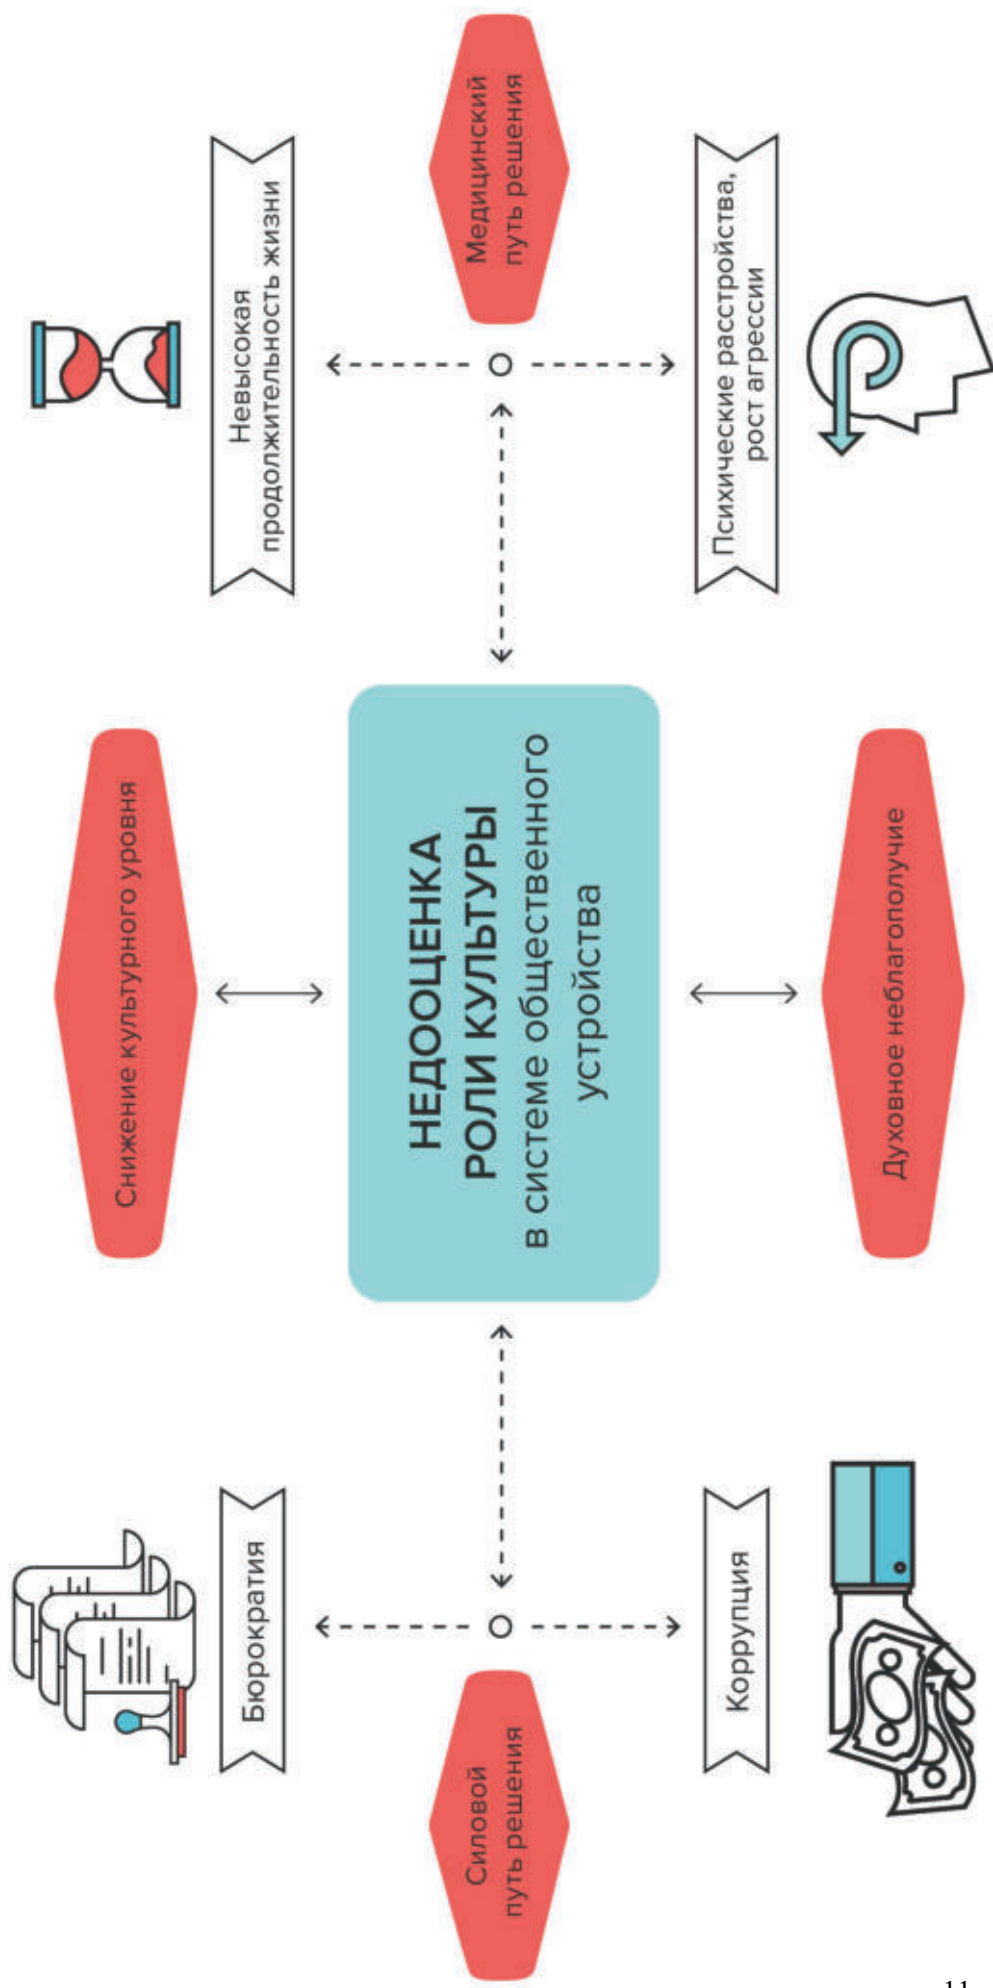 Снижение культурного уровня
Бюрократия
Невысокая
продолжительность жизни
Силовой
путь решения
НЕДООЦЕНКА
РОЛИ КУЛЬТУРЫ
в системе общественного
устройства
Медицинский
путь решения
Коррупция
Психические расстройства,
рост агрессии
Духовное неблагополучие
11